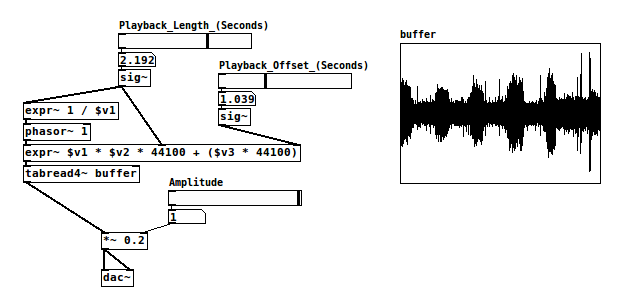 Playback_Length_(Seconds)
buffer
2.192
Playback_Offset_(Seconds)
sig~
1.039
expr~ 1 / $v1
sig~
phasor~ 1
expr~ $v1 * $v2 * 44100 + ($v3 * 44100)
tabread4~ buffer
Amplitude
1
*~ 0.2
dac~